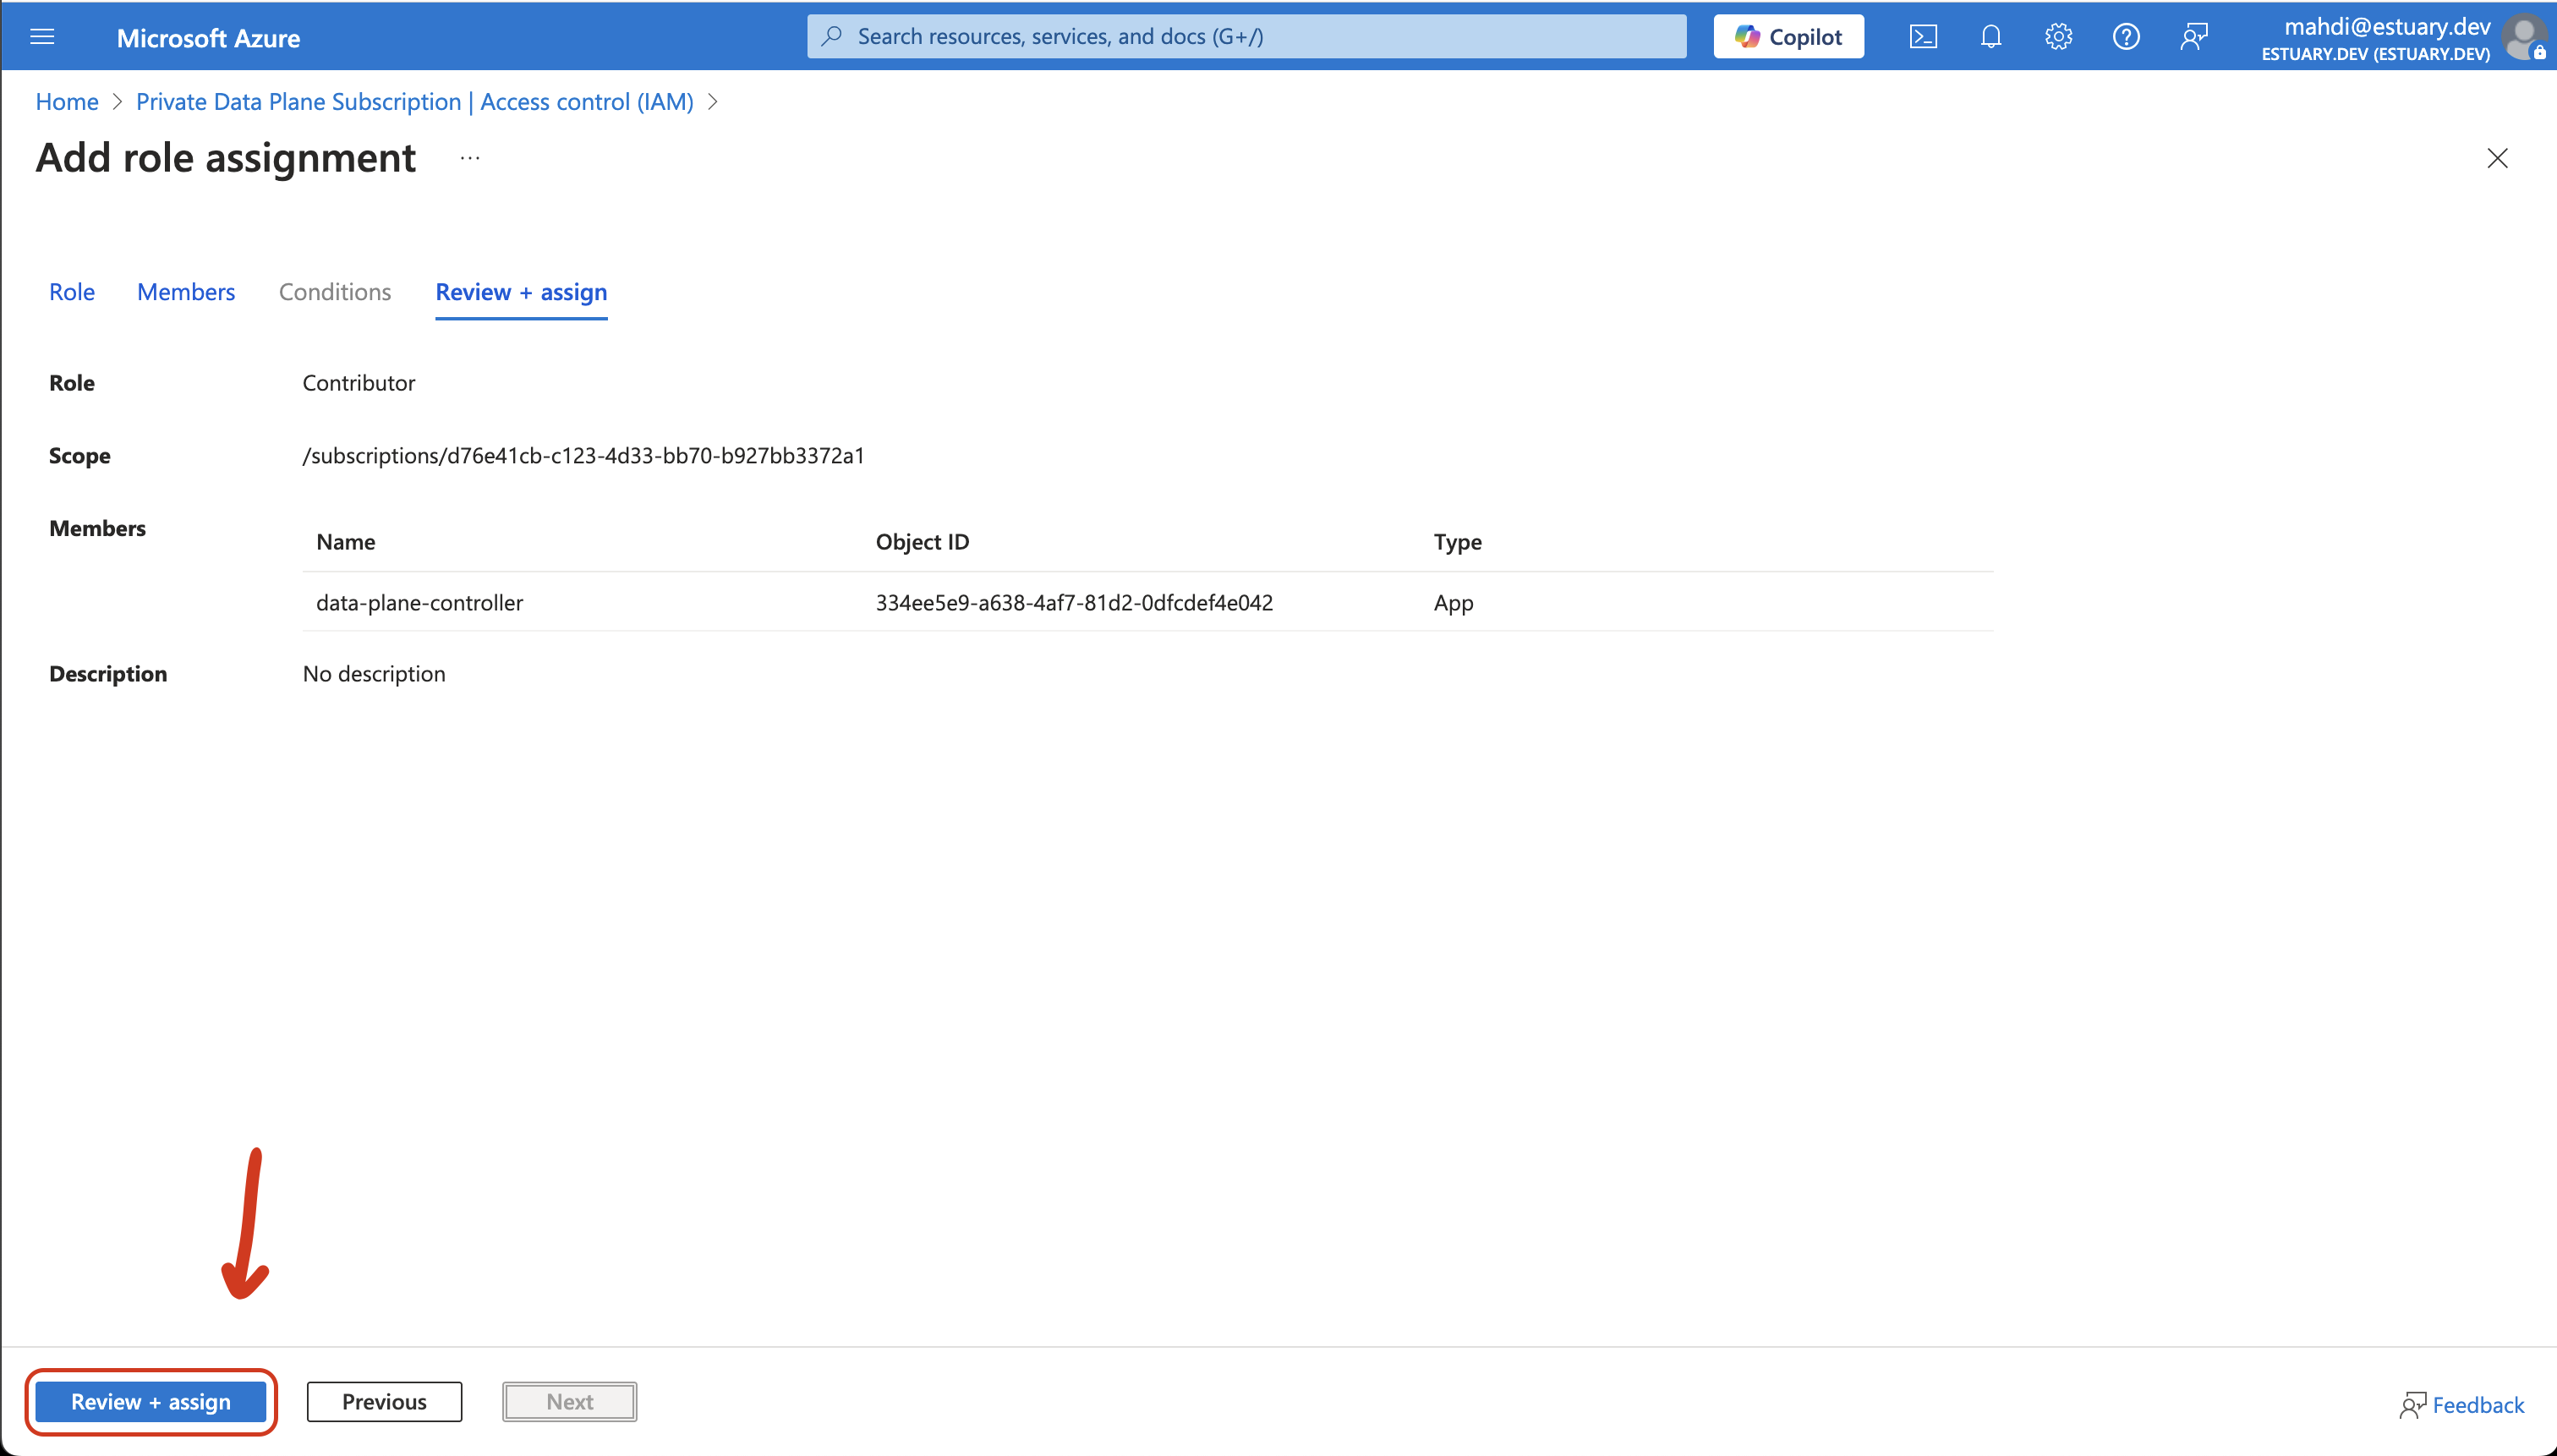 Microsoft Azure
Search resources, services, and docs (G+/)
Copilot
mahdi@estuary.dev
ESTUARY.DEV (ESTUARY.DEV)
Home > Private Data Plane Subscription | Access control (IAM) >
Add role assignment ...
Role Members Conditions Review + assign
Role Contributor
Scope /subscriptions/d76e41cb-c123-4d33-bb70-b927bb3372a1
Members
Name Object ID Type
data-plane-controller 334ee5e9-a638-4af7-81d2-0dfcdef4e042 App
Description No description
Review + assign Previous Next
Feedback